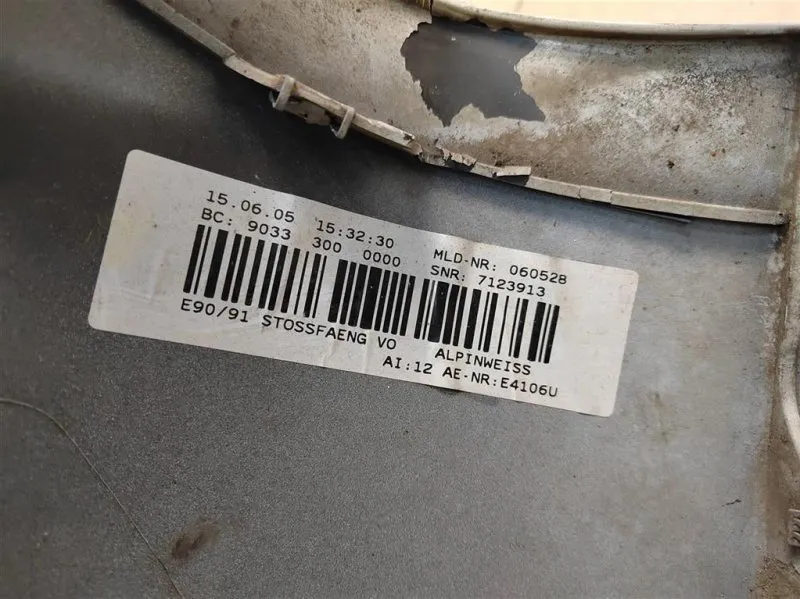 15.06.05 15:32:30 MLD-NR: 06052B
BC: 9033 300 0000 SNR: 7123913
E90/91 STOSSFAENG VO ALPINWEISS
AI:12 AE-NR:E4106U